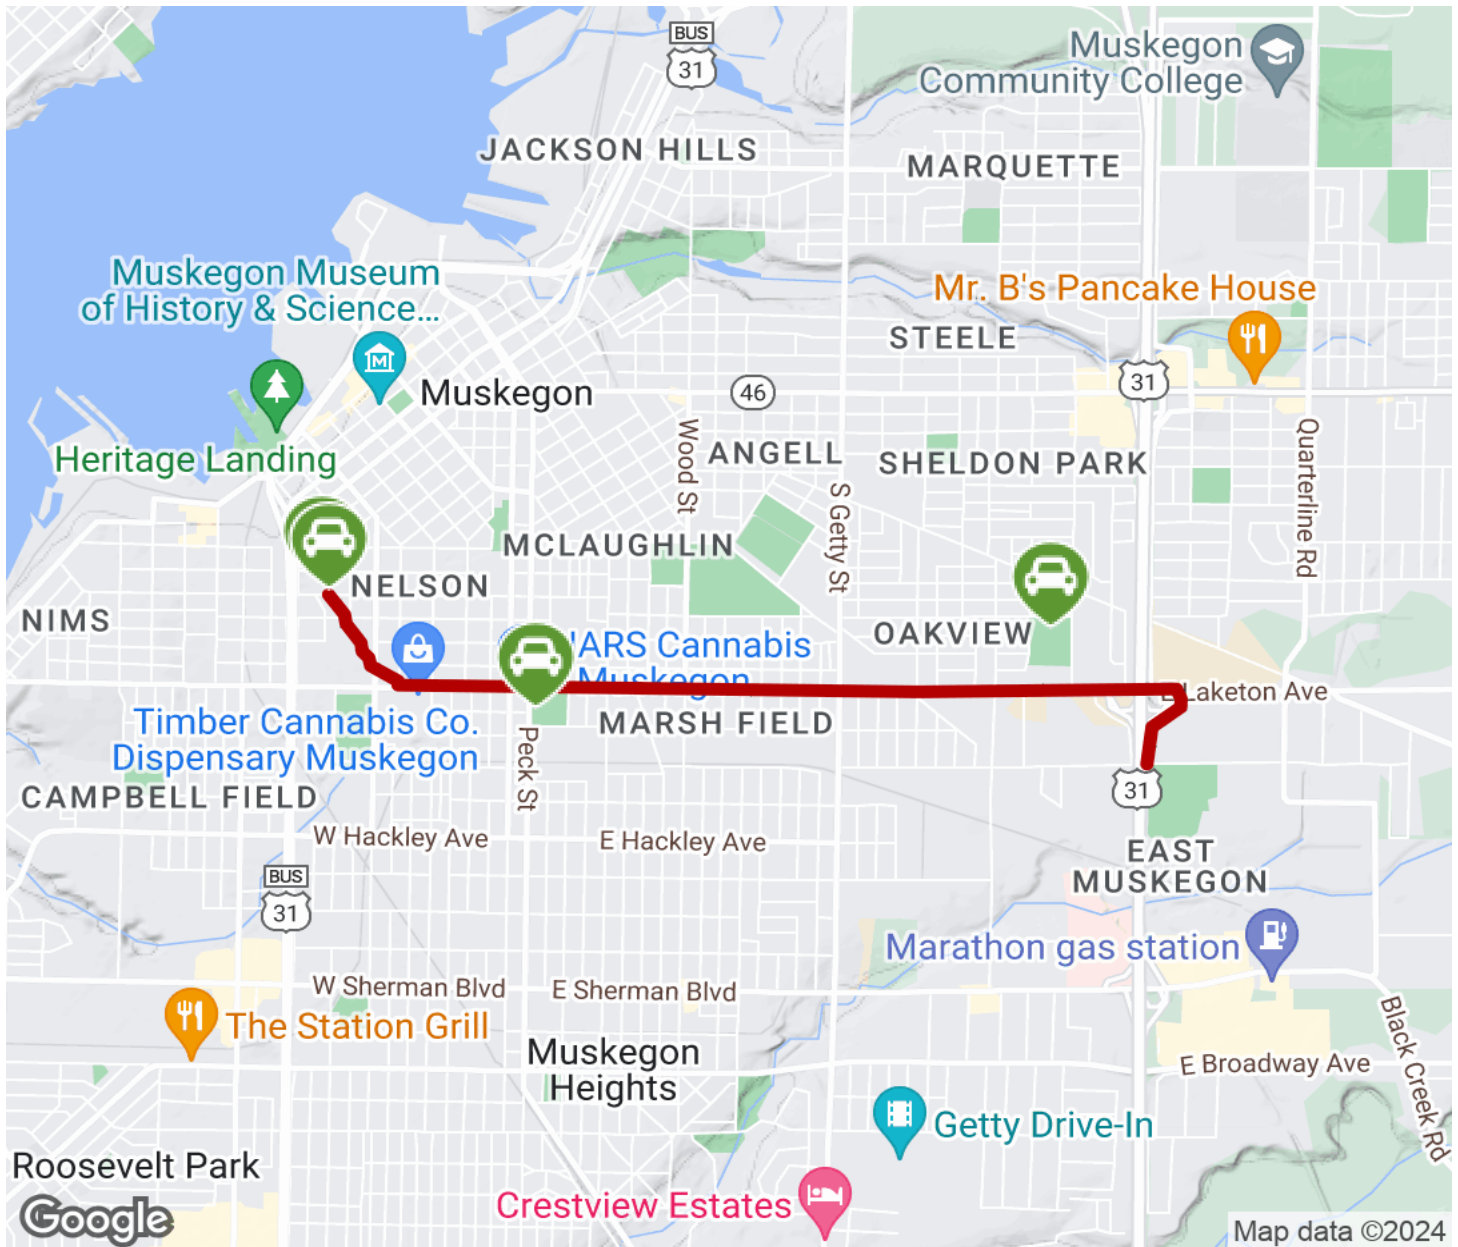 BUS
31
Muskegon
Community College
JACKSON HILLS
MARQUETTE
Muskegon Museum
of History & Science...
Mr. B's Pancake House
STEELE
31
46
Muskegon
Heritage Landing
Wood St
ANGELL
SHELDON PARK
Quarterline Rd
S Getty St
MCLAUGHLIN
NELSON
NIMS
OAKVIEW
JARS Cannabis
Muskegon
E Laketon Ave
Timber Cannabis Co.
Dispensary Muskegon
MARSH FIELD
Peck St
CAMPBELL FIELD
31
W Hackley Ave
E Hackley Ave
EAST
MUSKEGON
BUS
31
Marathon gas station
W Sherman Blvd
E Sherman Blvd
The Station Grill
Black Creek Rd
Muskegon
Heights
E Broadway Ave
Getty Drive-In
Roosevelt Park
Crestview Estates
Google
Map data ©2024